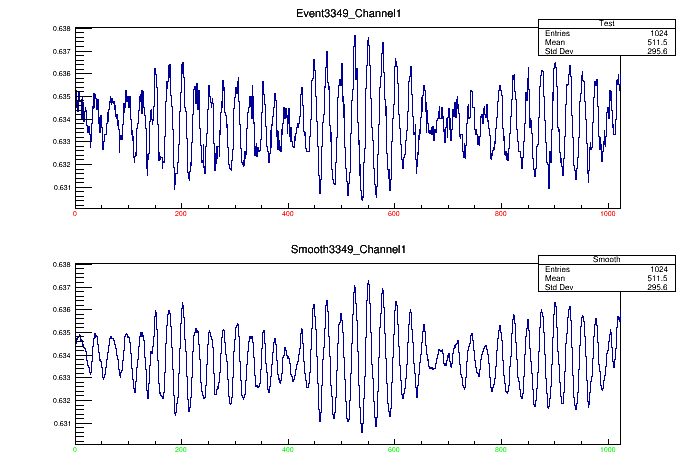 Event3349_Channel1
Test
Entries 1024
Mean 511.5
Std Dev 295.6
0.638
0.637
0.636
0.635
0.634
0.633
0.632
0.631
0 200 400 600 800 1000
Smooth3349_Channel1
Smooth
Entries 1024
Mean 511.5
Std Dev 295.6
0.638
0.637
0.636
0.635
0.634
0.633
0.632
0.631
0 200 400 600 800 1000